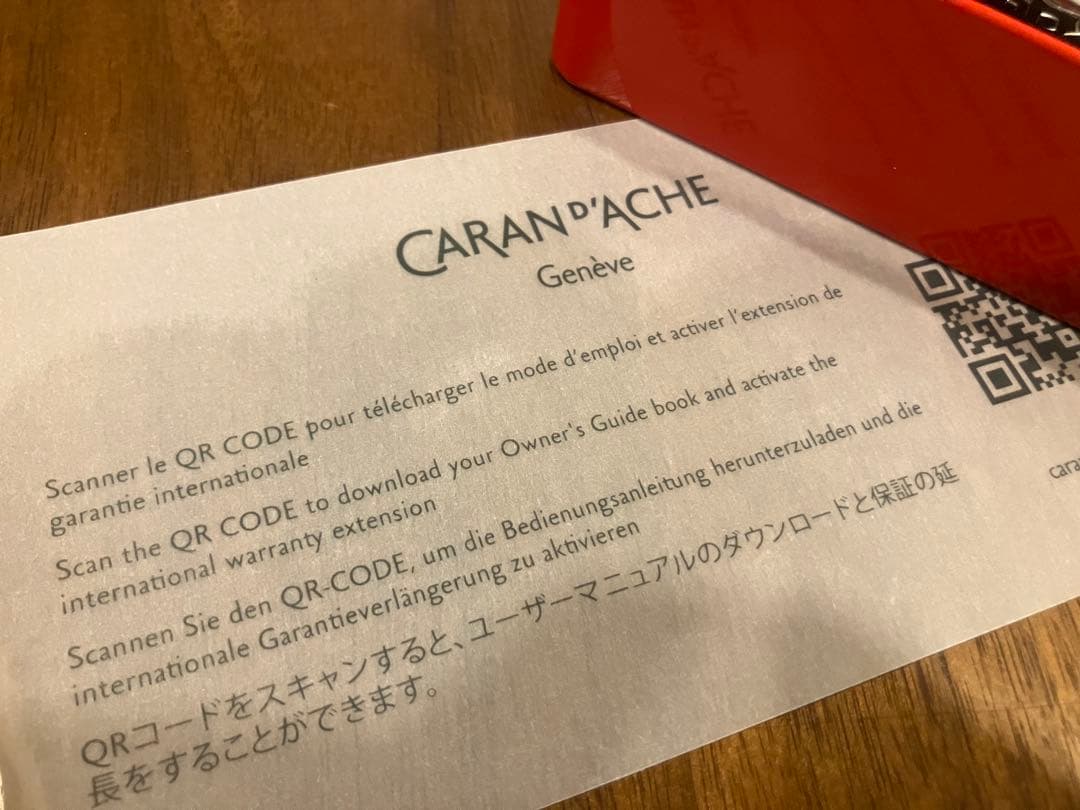 CARAN D'ACHE
Genève
Scanner le QR CODE pour télécharger le mode d'emploi et activer l'extension de
garantie internationale
Scan the QR CODE to download your Owner's Guide book and activate the
international warranty extension
Scannen Sie den QR-CODE, um die Bedienungsanleitung herunterzuladen und die
internationale Garantieverlängerung zu aktivieren
QRコードをスキャンすると、ユーザーマニュアルのダウンロードと保証の延
長をすることができます。